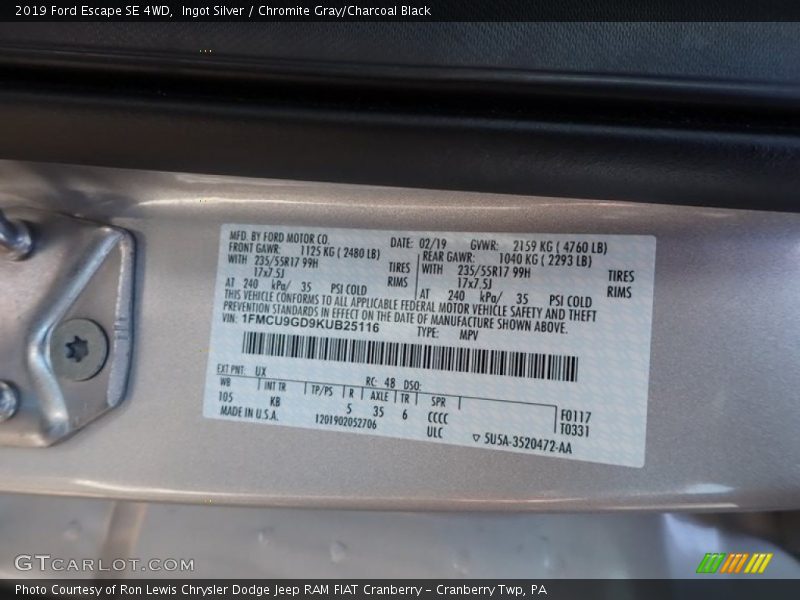 2019 Ford Escape SE 4WD, Ingot Silver / Chromite Gray/Charcoal Black
MFD. BY FORD MOTOR CO.
DATE: 02/19 GVWR: 2159 KG ( 4760 LB)
FRONT GAWR: 1125 KG ( 2480 LB) REAR GAWR: 1040 KG ( 2293 LB)
WITH 235/55R17 99H TIRES WITH 235/55R17 99H TIRES
17x7.5J RIMS 17x7.5J RIMS
AT 240 kPa/ 35 PSI COLD AT 240 kPa/ 35 PSI COLD
THIS VEHICLE CONFORMS TO ALL APPLICABLE FEDERAL MOTOR VEHICLE SAFETY AND THEFT
PREVENTION STANDARDS IN EFFECT ON THE DATE OF MANUFACTURE SHOWN ABOVE.
VIN: 1FMCU9GD9KUB25116 TYPE: MPV
EXT PNT: UX RC: 48 DSO:
WB INT TR TP/PS R AXLE TR SPR
105 KB 5 35 6 CCCC F0117
MADE IN U.S.A. 1201902052706 ULC T0331
▽ 5U5A-3520472-AA
GTCARLOT.COM
Photo Courtesy of Ron Lewis Chrysler Dodge Jeep RAM FIAT Cranberry – Cranberry Twp, PA